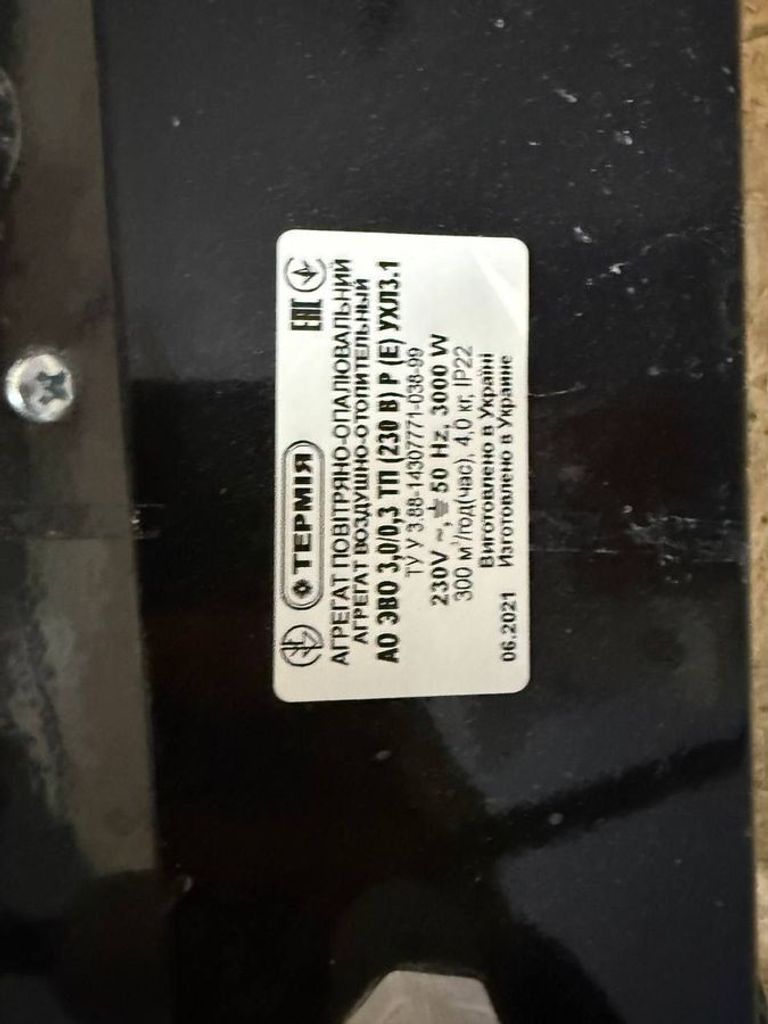 ТЕРМІЯ EAC
АГРЕГАТ ПОВІТРЯНО-ОПАЛЮВАЛЬНИЙ
АГРЕГАТ ВОЗДУШНО-ОТОПИТЕЛЬНЫЙ
АО ЭВО 3,0/0,3 ТП (230 В) Р (Е) УХЛ3.1
ТУ У 3.88-14307771-038-99
230V ~, 50 Hz, 3000 W
300 м³/год(час), 4,0 кг, IP22
Виготовлено в Україні
06.2021 Изготовлено в Украине